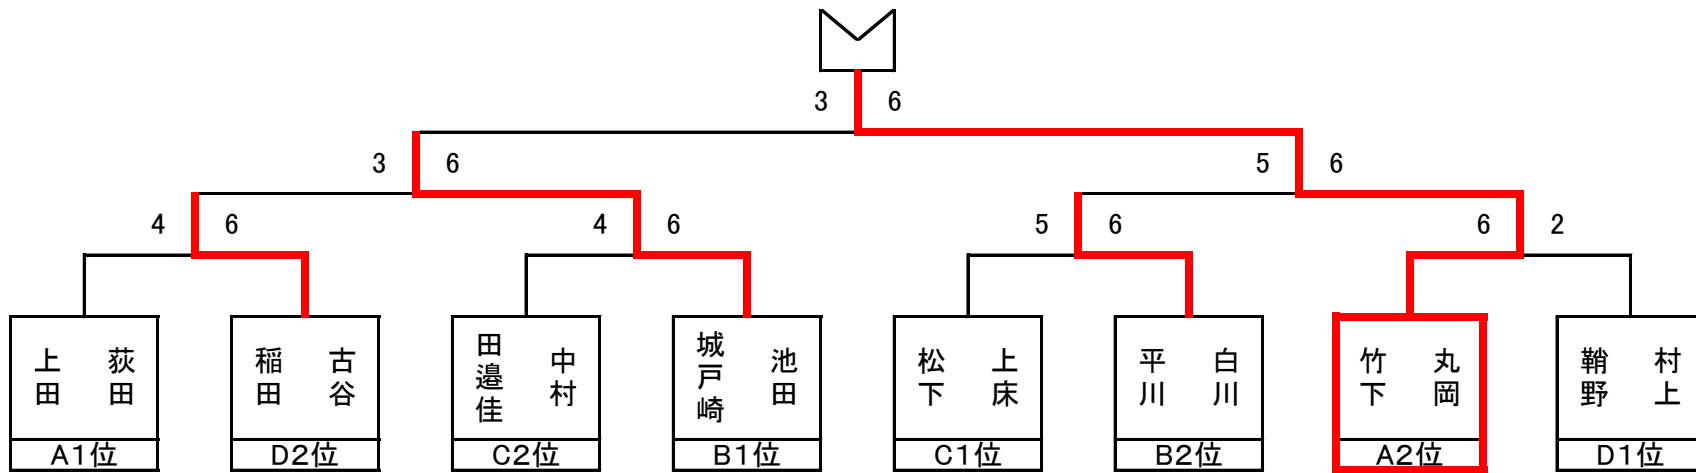 3 6
3 6 5 6
4 6 4 6 5 6 6 2
上田 荻田
稲田 古谷
田邉佳 中村
城戸崎 池田
松下 上床
平川 白川
竹下 丸岡
鞘野 村上
A1位 D2位 C2位 B1位 C1位 B2位 A2位 D1位